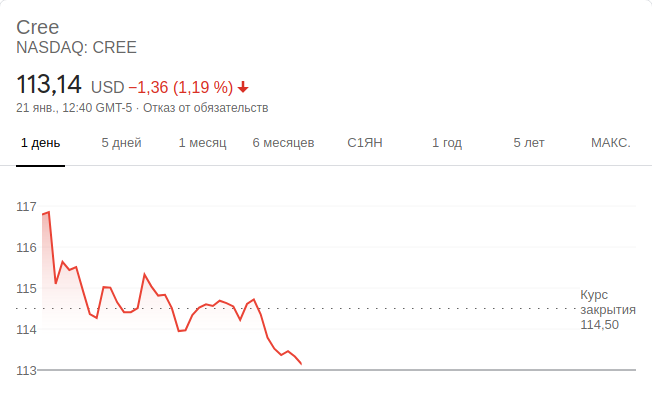 Cree
NASDAQ: CREE
113,14 USD −1,36 (1,19 %)
21 янв., 12:40 GMT-5 · Отказ от обязательств
1 день 5 дней 1 месяц 6 месяцев С1ЯН 1 год 5 лет МАКС.
117
116
115
Курс
закрытия
114,50
114
113